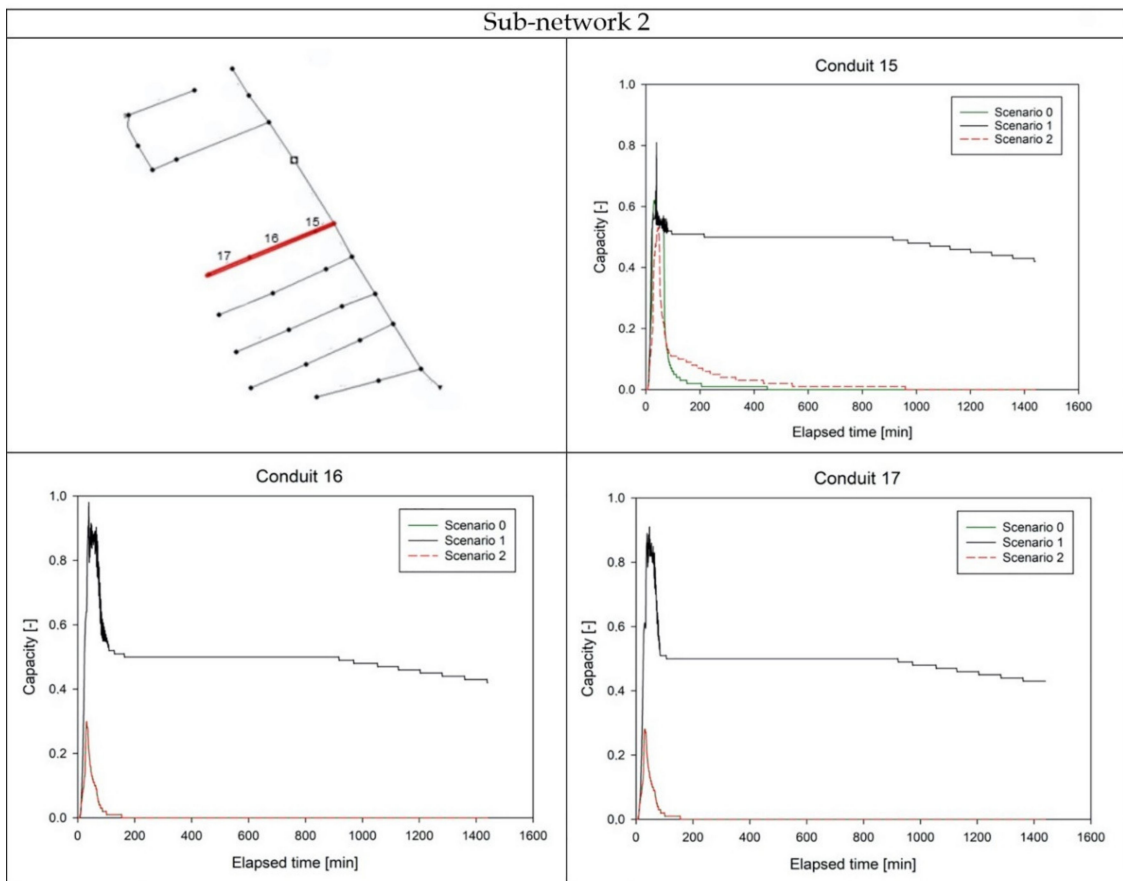 Sub-network 2
15
16
17
Conduit 15
Capacity [-]
1.0
0.8
0.6
0.4
0.2
0.0
Scenario 0
Scenario 1
Scenario 2
0 200 400 600 800 1000 1200 1400 1600
Elapsed time [min]
Conduit 16
Capacity [-]
1.0
0.8
0.6
0.4
0.2
0.0
Scenario 0
Scenario 1
Scenario 2
0 200 400 600 800 1000 1200 1400 1600
Elapsed time [min]
Conduit 17
Capacity [-]
1.0
0.8
0.6
0.4
0.2
0.0
Scenario 0
Scenario 1
Scenario 2
0 200 400 600 800 1000 1200 1400 1600
Elapsed time [min]